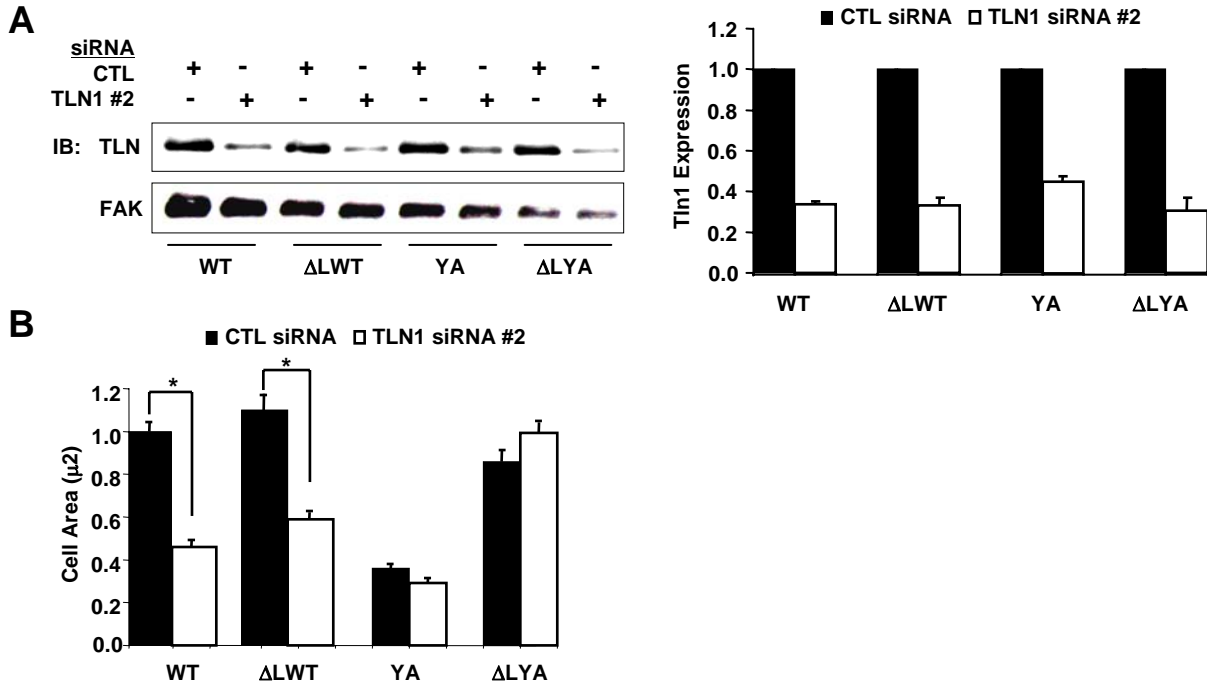 A
siRNA
CTL + - + - + - + -
TLN1 #2 - + - + - + - +
IB: TLN
FAK
WT ΔLWT YA ΔLYA
■ CTL siRNA □ TLN1 siRNA #2
Tln1 Expression
1.2
1.0
0.8
0.6
0.4
0.2
0.0
WT ΔLWT YA ΔLYA
B
■ CTL siRNA □ TLN1 siRNA #2
Cell Area (μ2)
1.2
1.0
0.8
0.6
0.4
0.2
0.0
* *
WT ΔLWT YA ΔLYA